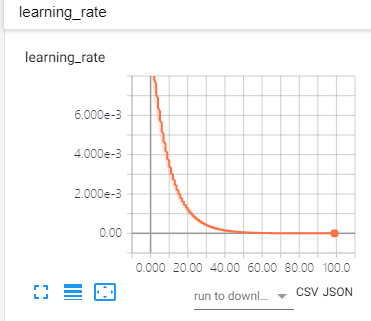 learning_rate
learning_rate
6.000e-3
4.000e-3
2.000e-3
0.00
0.000 20.00 40.00 60.00 80.00 100.0
run to downl... CSV JSON